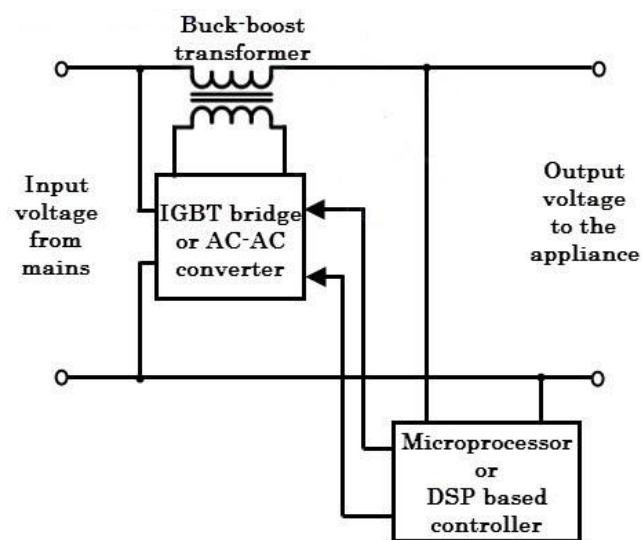 Buck-boost
transformer
Input
voltage
from
mains
IGBT bridge
or AC-AC
converter
Output
voltage
to the
appliance
Microprocessor
or
DSP based
controller